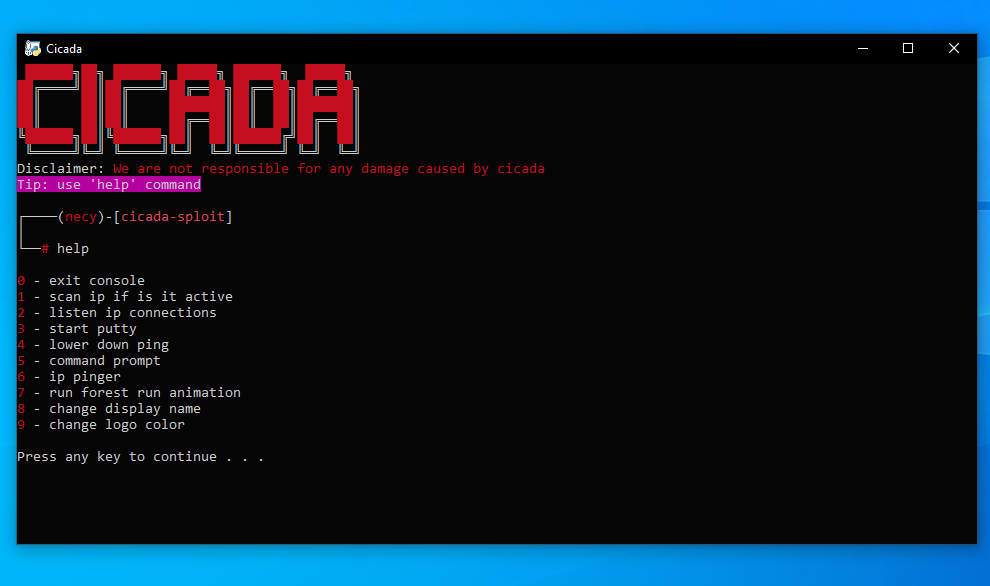 Cicada
CICADA
Disclaimer: We are not responsible for any damage caused by cicada
Tip: use 'help' command
(necy)-[cicada-sploit]
# help
0 - exit console
1 - scan ip if is it active
2 - listen ip connections
3 - start putty
4 - lower down ping
5 - command prompt
6 - ip pinger
7 - run forest run animation
8 - change display name
9 - change logo color
Press any key to continue . . .